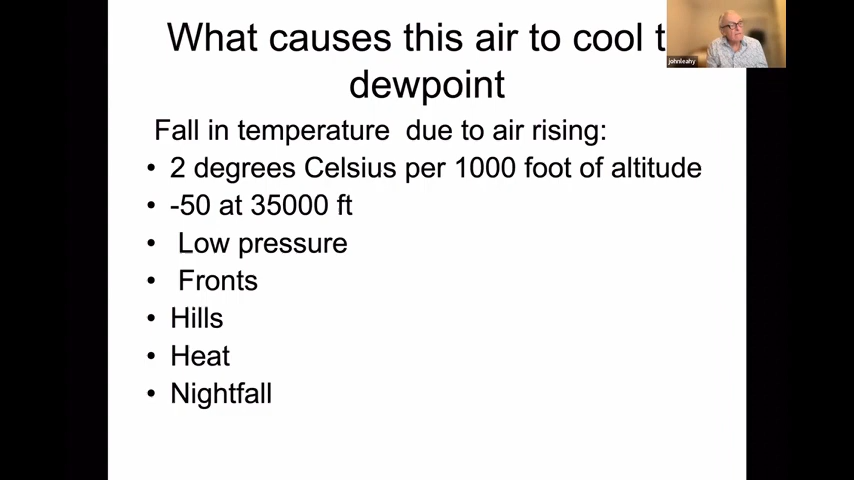 What causes this air to cool t
dewpoint
johnleahy
Fall in temperature due to air rising:
• 2 degrees Celsius per 1000 foot of altitude
• -50 at 35000 ft
• Low pressure
• Fronts
• Hills
• Heat
• Nightfall